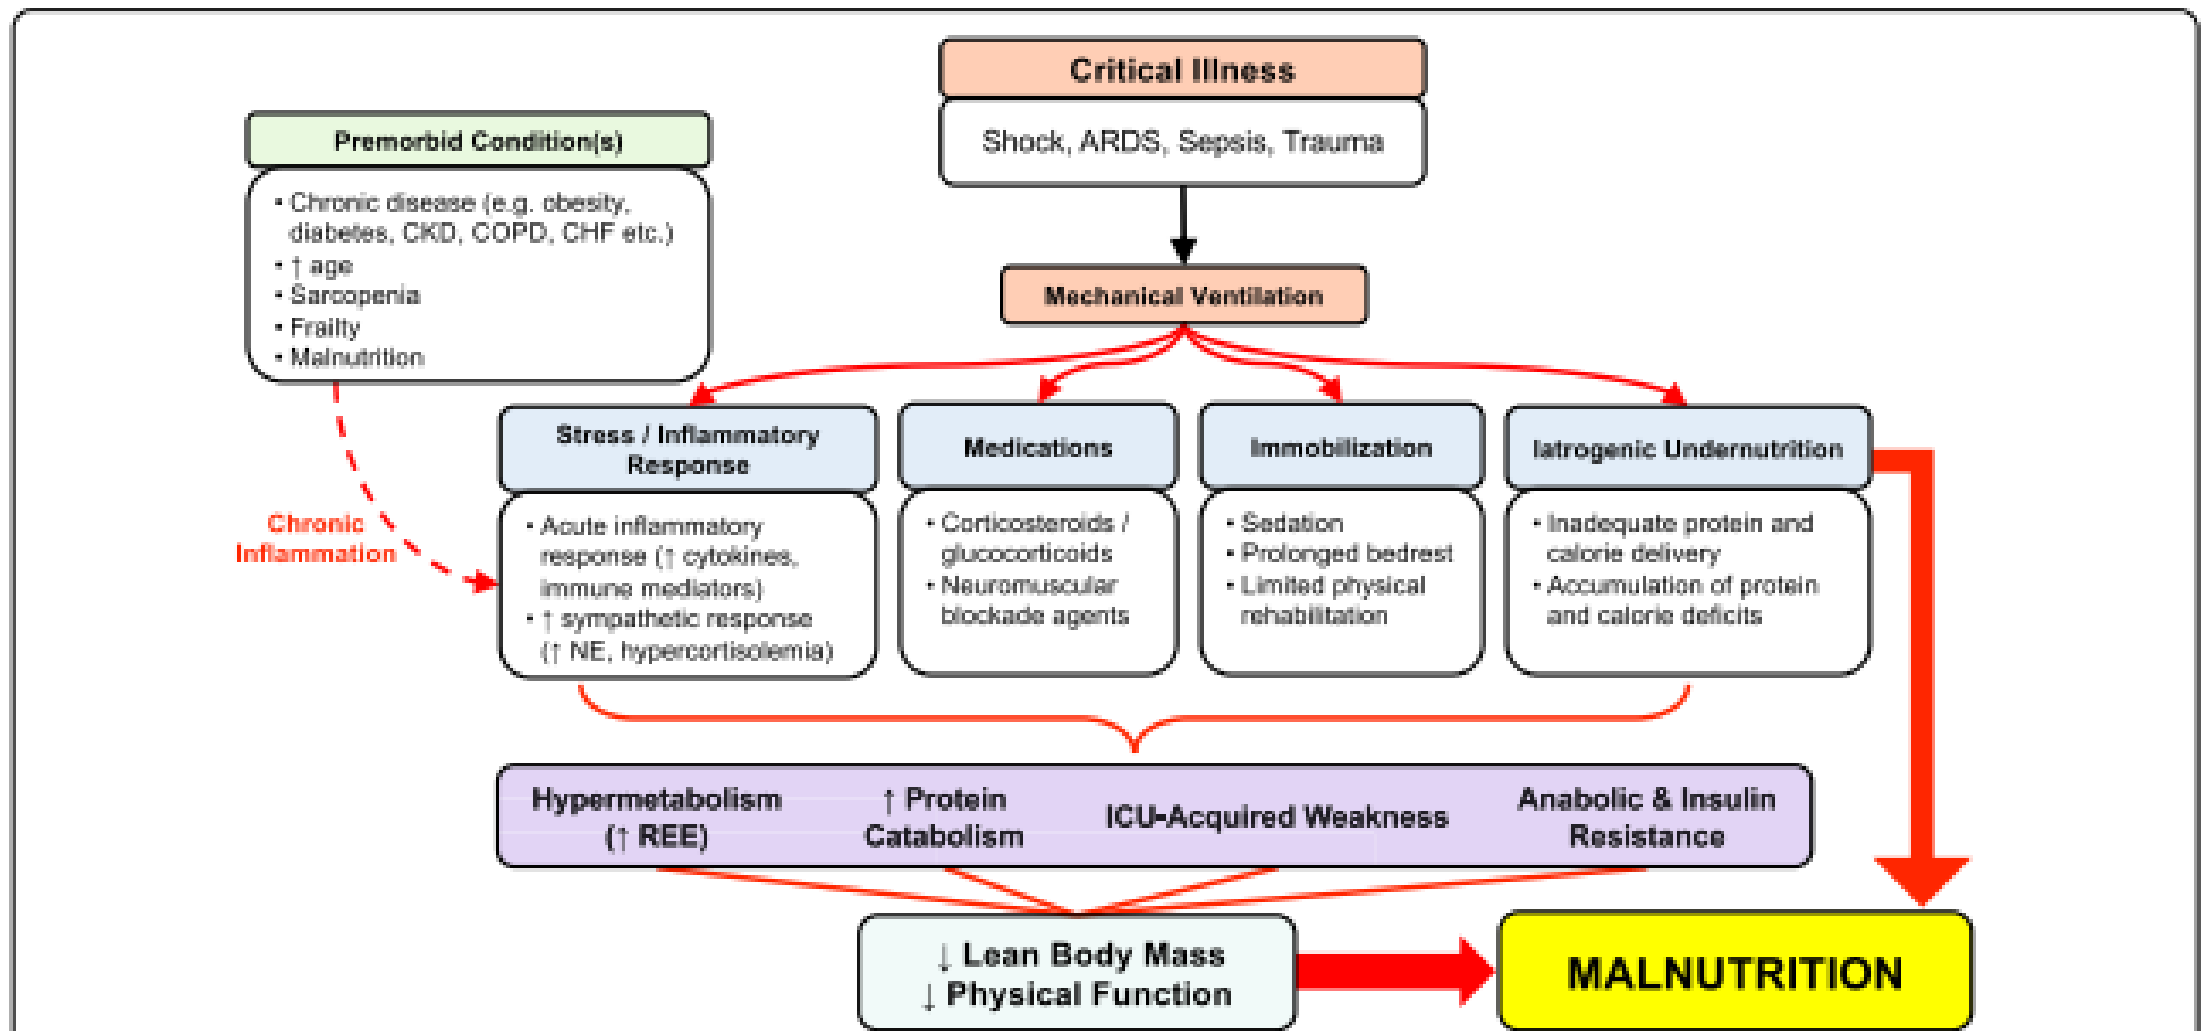 Critical Illness
Shock, ARDS, Sepsis, Trauma
Premorbid Condition(s)
• Chronic disease (e.g. obesity,
diabetes, CKD, COPD, CHF etc.)
• ↑ age
• Sarcopenia
• Frailty
• Malnutrition
Mechanical Ventilation
Chronic
Inflammation
Stress / Inflammatory
Response
• Acute inflammatory
response (↑ cytokines,
immune mediators)
• ↑ sympathetic response
(↑ NE, hypercortisolemia)
Medications
• Corticosteroids /
glucocorticoids
• Neuromuscular
blockade agents
Immobilization
• Sedation
• Prolonged bedrest
• Limited physical
rehabilitation
Iatrogenic Undernutrition
• Inadequate protein and
calorie delivery
• Accumulation of protein
and calorie deficits
Hypermetabolism
(↑ REE)
↑ Protein
Catabolism
ICU-Acquired Weakness
Anabolic & Insulin
Resistance
↓ Lean Body Mass
↓ Physical Function
MALNUTRITION